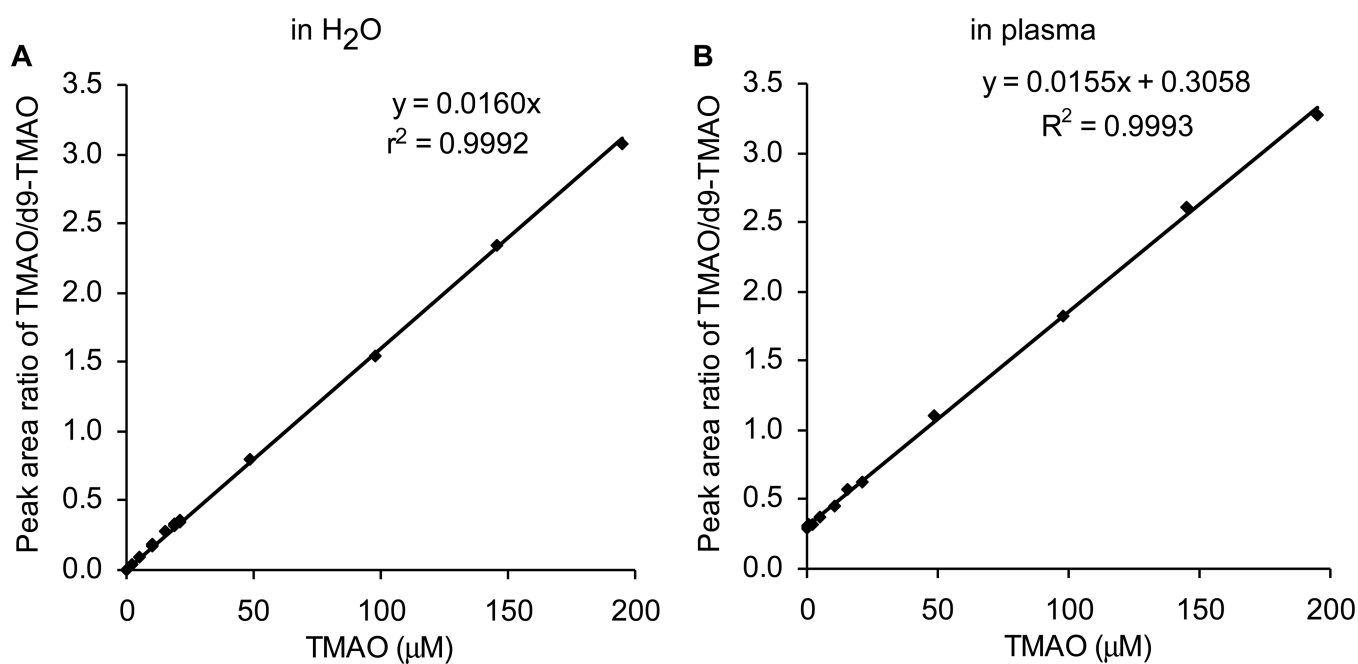 in H2O
A
y = 0.0160x
r2 = 0.9992
Peak area ratio of TMAO/d9-TMAO
3.5
3.0
2.5
2.0
1.5
1.0
0.5
0.0
0 50 100 150 200
TMAO (μM)
in plasma
B
y = 0.0155x + 0.3058
R2 = 0.9993
Peak area ratio of TMAO/d9-TMAO
3.5
3.0
2.5
2.0
1.5
1.0
0.5
0.0
0 50 100 150 200
TMAO (μM)